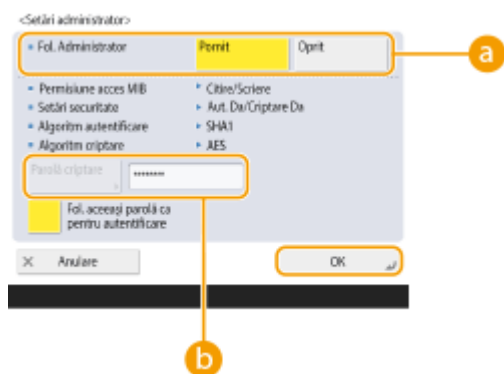 <Setări administrator>
Fol. Administrator Pornit Oprit
a
Permisiune acces MIB Citire/Scriere
Setări securitate Aut. Da/Criptare Da
Algoritm autentificare SHA1
Algoritm criptare AES
Parolă criptare ********
Fol. aceeași parolă ca
pentru autentificare
Anulare OK
b